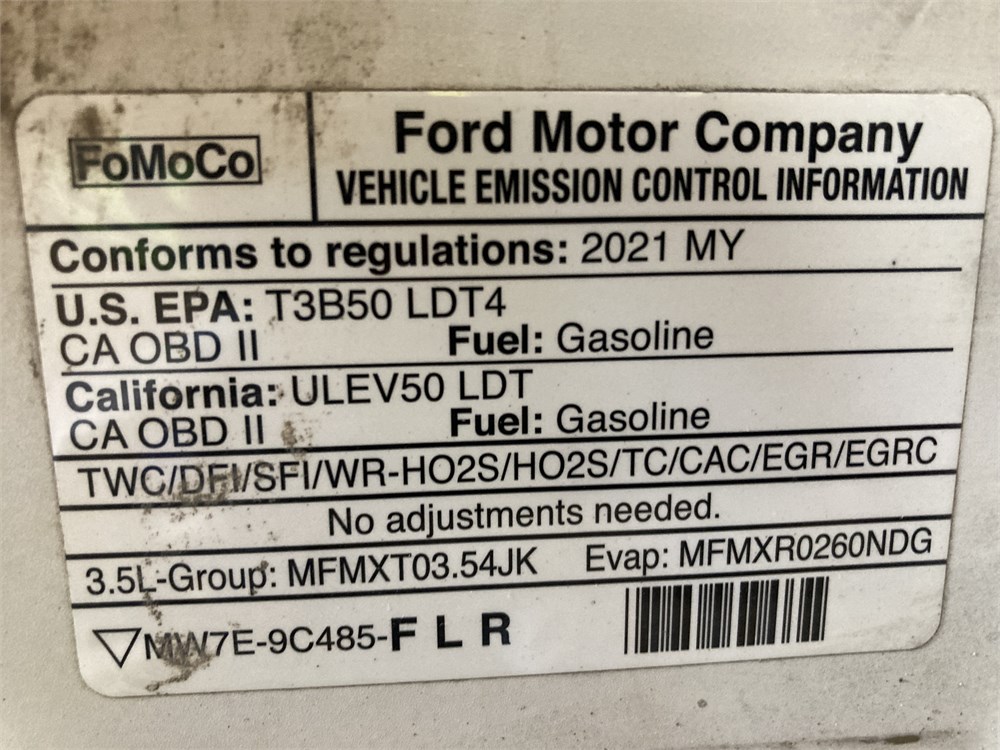 FoMoCo
Ford Motor Company
VEHICLE EMISSION CONTROL INFORMATION
Conforms to regulations: 2021 MY
U.S. EPA: T3B50 LDT4
CA OBD II Fuel: Gasoline
California: ULEV50 LDT
CA OBD II Fuel: Gasoline
TWC/DFI/SFI/WR-HO2S/HO2S/TC/CAC/EGR/EGRC
No adjustments needed.
3.5L-Group: MFMXT03.54JK Evap: MFMXR0260NDG
MW7E-9C485-F L R